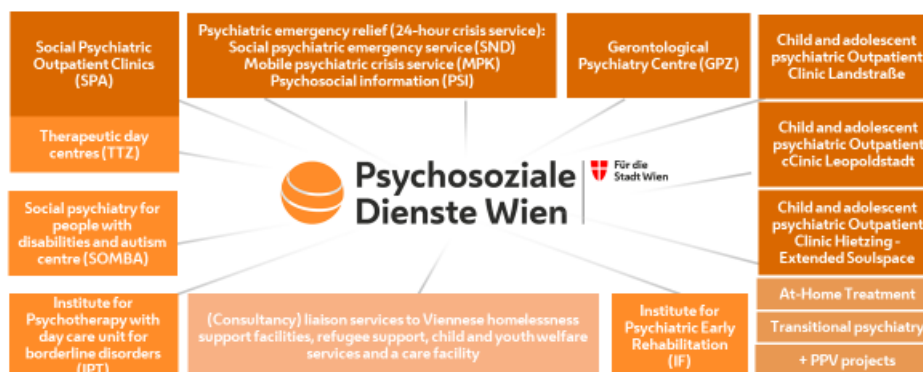 Social Psychiatric
Outpatient Clinics
(SPA)
Psychiatric emergency relief (24-hour crisis service):
Social psychiatric emergency service (SND)
Mobile psychiatric crisis service (MPK)
Psychosocial information (PSI)
Gerontological
Psychiatry Centre (GPZ)
Child and adolescent
psychiatric Outpatient
Clinic Landstraße
Therapeutic day
centres (TTZ)
Child and adolescent
psychiatric Outpatient
cCinic Leopoldstadt
Psychosoziale
Dienste Wien
Für die
Stadt Wien
Social psychiatry for
people with
disabilities and autism
centre (SOMBA)
Child and adolescent
psychiatric Outpatient
Clinic Hietzing -
Extended Soulspace
Institute for
Psychotherapy with
day care unit for
borderline disorders
(IPT)
(Consultancy) liaison services to Viennese homelessness
support facilities, refugee support, child and youth welfare
services and a care facility
Institute for
Psychiatric Early
Rehabilitation
(IF)
At-Home Treatment
Transitional psychiatry
+ PPV projects